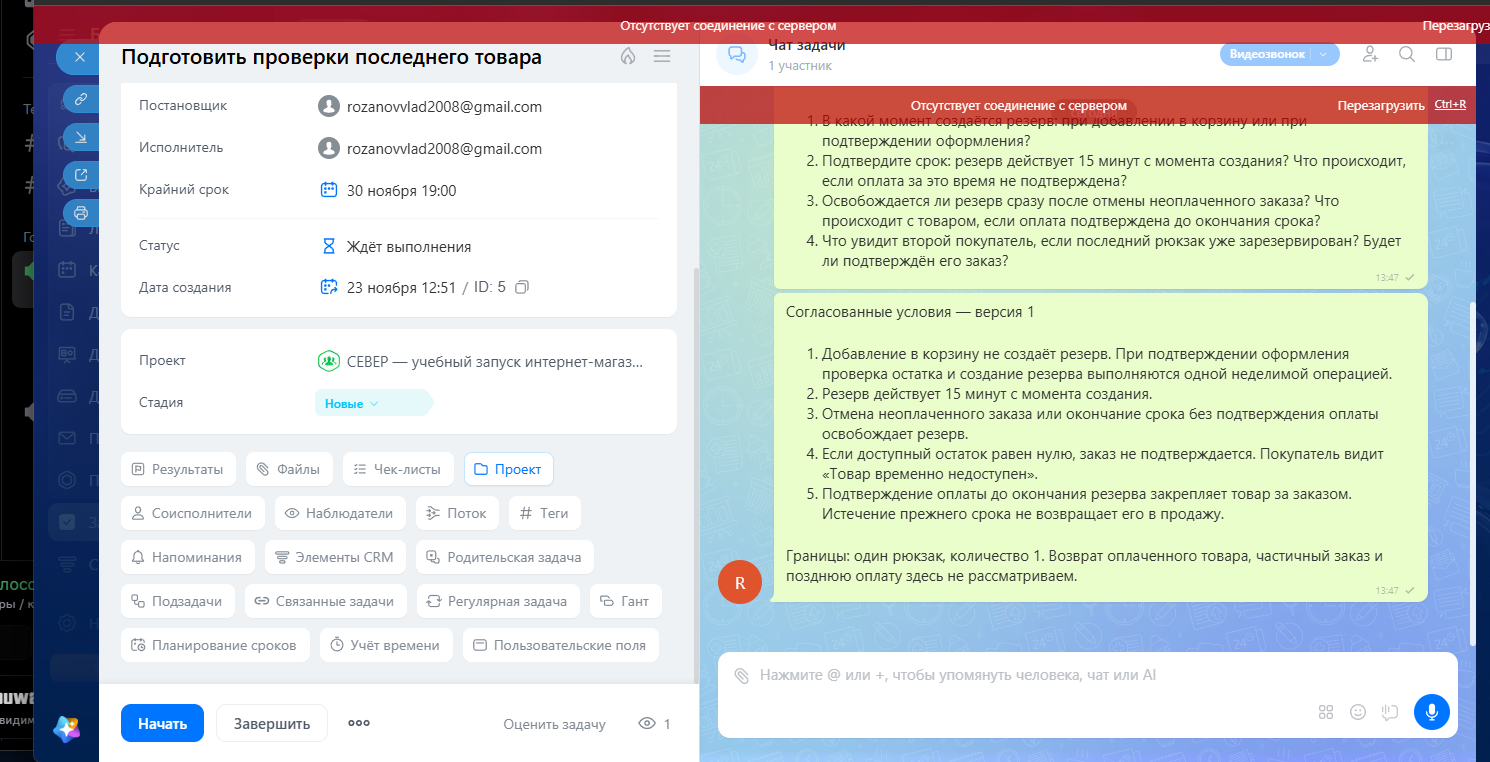 Отсутствует соединение с сервером
Перезагруз
Подготовить проверки последнего товара
Постановщик
rozanovvlad2008@gmail.com
Исполнитель
rozanovvlad2008@gmail.com
Крайний срок
30 ноября 19:00
Статус
Ждёт выполнения
Дата создания
23 ноября 12:51 / ID: 5
Проект
СЕВЕР — учебный запуск интернет-магаз...
Стадия
Новые
Результаты
Файлы
Чек-листы
Проект
Соисполнители
Наблюдатели
Поток
Теги
Напоминания
Элементы CRM
Родительская задача
Подзадачи
Связанные задачи
Регулярная задача
Гант
Планирование сроков
Учёт времени
Пользовательские поля
Начать
Завершить
Оценить задачу
1
Чат задачи
1 участник
Видеозвонок
Отсутствует соединение с сервером
Перезагрузить Ctrl+R
1. В какой момент создаётся резерв: при добавлении в корзину или при
подтверждении оформления?
2. Подтвердите срок: резерв действует 15 минут с момента создания? Что происходит,
если оплата за это время не подтверждена?
3. Освобождается ли резерв сразу после отмены неоплаченного заказа? Что
происходит с товаром, если оплата подтверждена до окончания срока?
4. Что увидит второй покупатель, если последний рюкзак уже зарезервирован? Будет
ли подтверждён его заказ?
13:47
Согласованные условия — версия 1
1. Добавление в корзину не создаёт резерв. При подтверждении оформления
проверка остатка и создание резерва выполняются одной неделимой операцией.
2. Резерв действует 15 минут с момента создания.
3. Отмена неоплаченного заказа или окончание срока без подтверждения оплаты
освобождает резерв.
4. Если доступный остаток равен нулю, заказ не подтверждается. Покупатель видит
«Товар временно недоступен».
5. Подтверждение оплаты до окончания резерва закрепляет товар за заказом.
Истечение прежнего срока не возвращает его в продажу.
Границы: один рюкзак, количество 1. Возврат оплаченного товара, частичный заказ и
позднюю оплату здесь не рассматриваем.
13:47
R
Нажмите @ или +, чтобы упомянуть человека, чат или AI